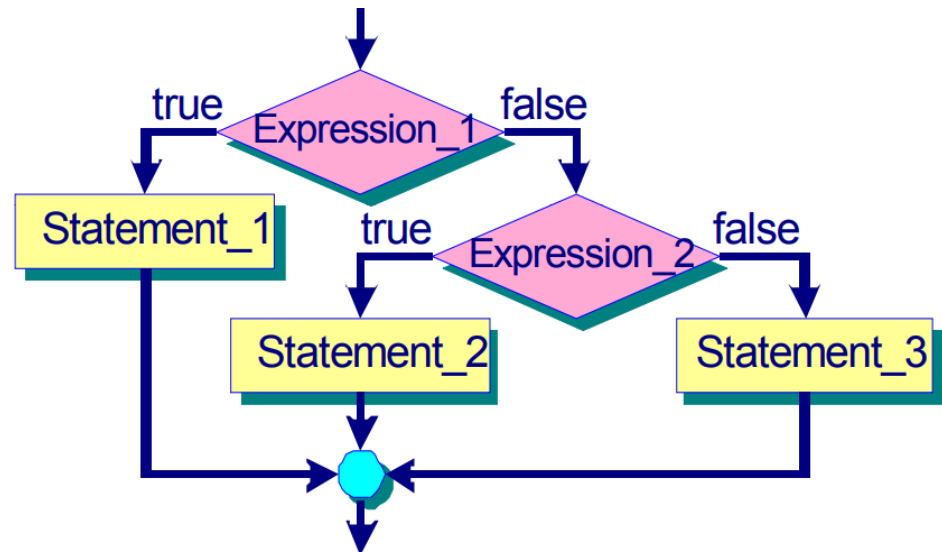 true
false
Expression_1
Statement_1
true
Expression_2
false
Statement_2
Statement_3